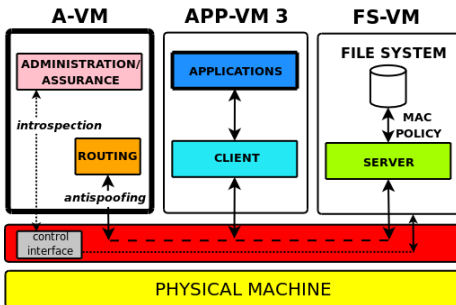 A-VM
APP-VM 3
FS-VM
ADMINISTRATION/
ASSURANCE
introspection
ROUTING
antispoofing
APPLICATIONS
CLIENT
FILE SYSTEM
MAC
POLICY
SERVER
control
interface
PHYSICAL MACHINE